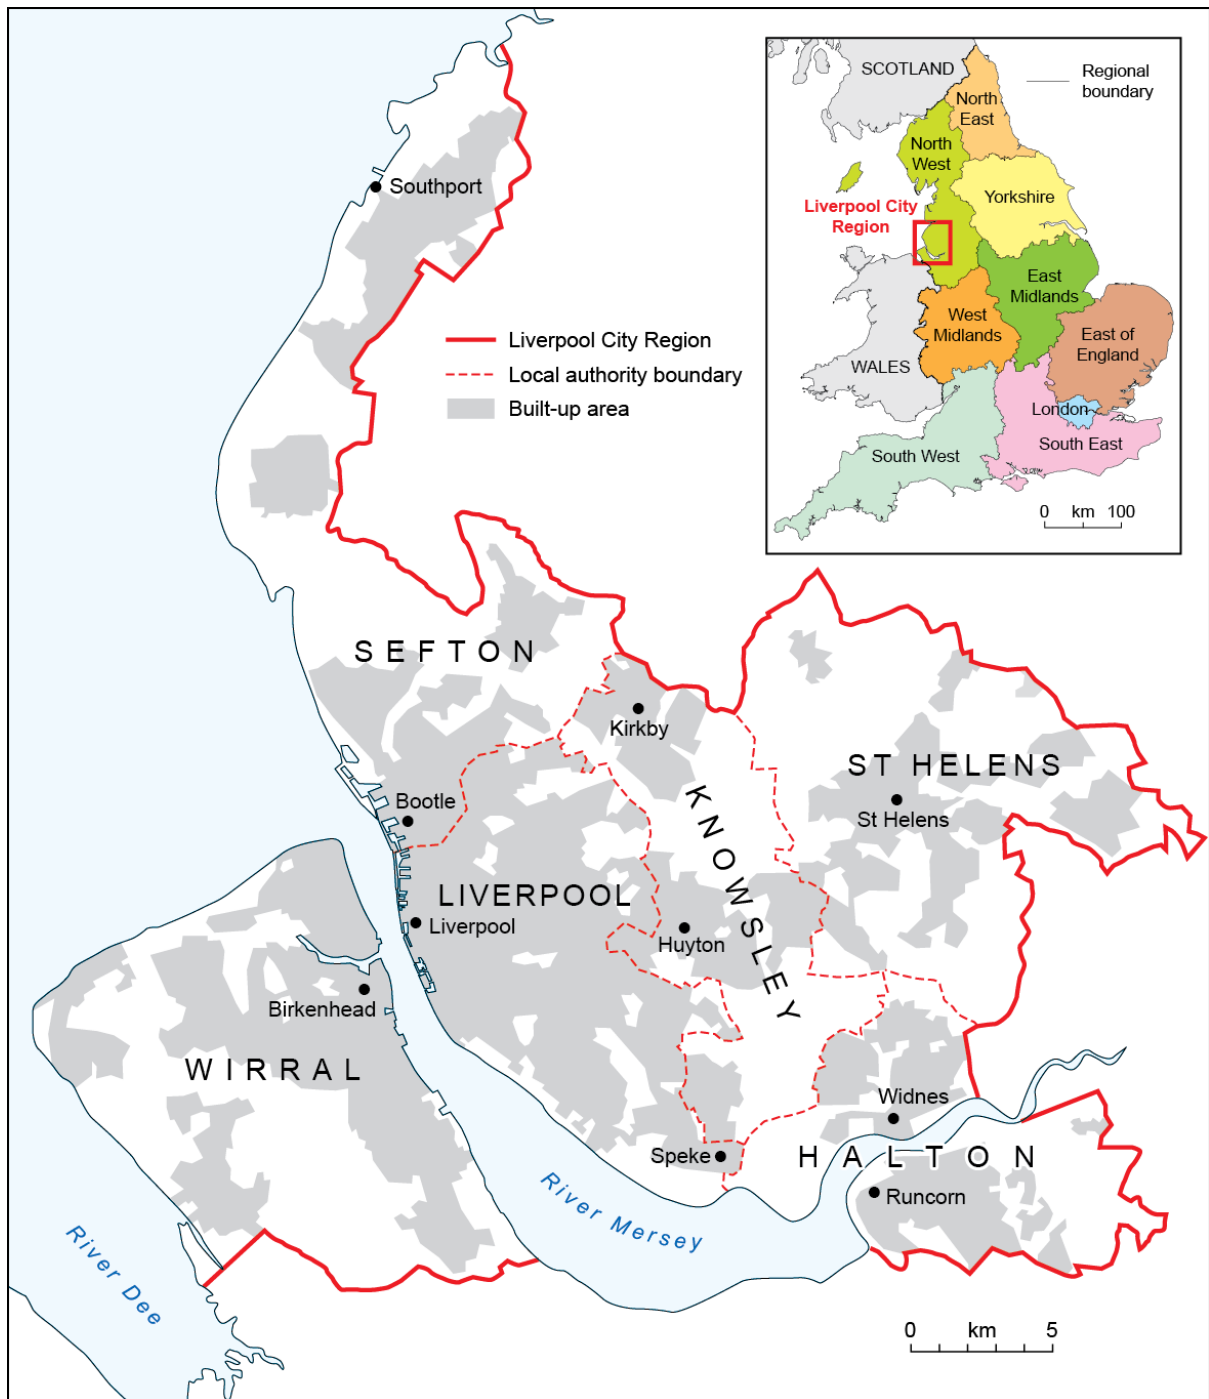 SCOTLAND
Regional
boundary
North
East
North
West
Yorkshire
Liverpool City
Region
East
Midlands
West
Midlands
East of
England
WALES
London
South East
South West
0 km 100
Southport
Liverpool City Region
Local authority boundary
Built-up area
SEFTON
Kirkby
KNOWSLEY
ST HELENS
St Helens
Bootle
LIVERPOOL
Liverpool
Huyton
Birkenhead
WIRRAL
Widnes
Speke
HALTON
Runcorn
River Mersey
River Dee
0 km 5